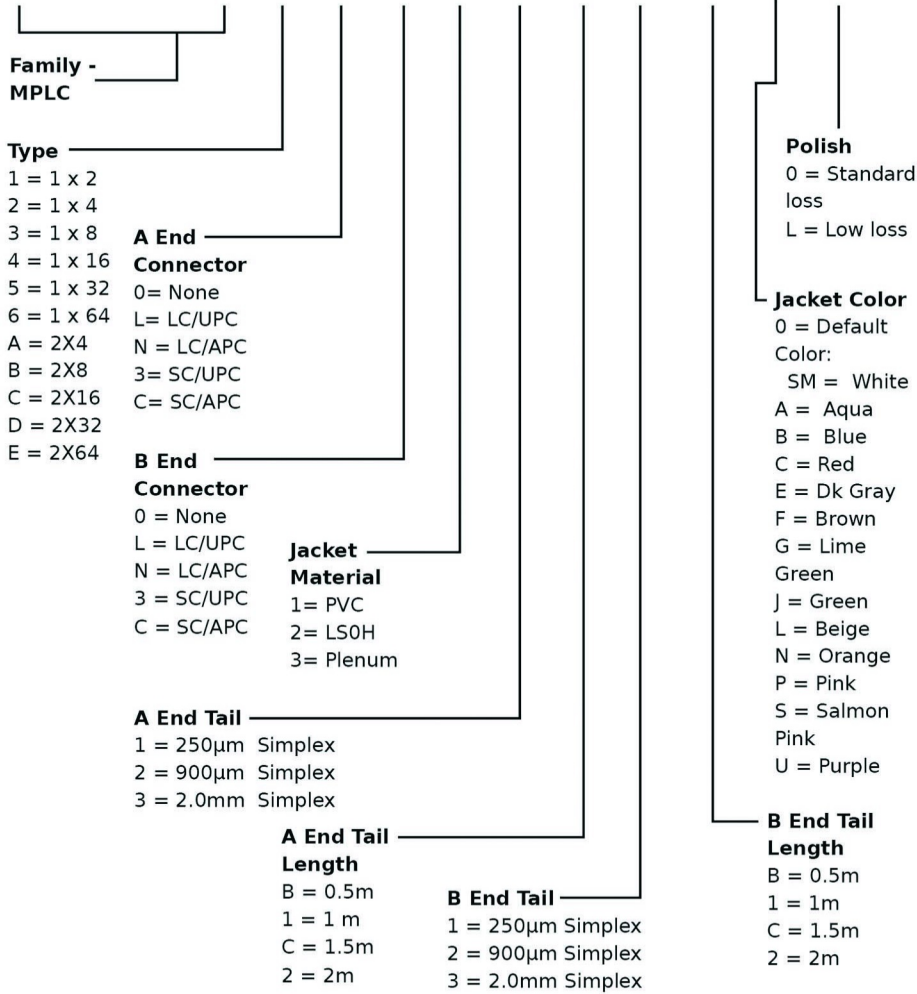 Family -
MPLC
Type
1 = 1 x 2
2 = 1 x 4
3 = 1 x 8
4 = 1 x 16
5 = 1 x 32
6 = 1 x 64
A = 2X4
B = 2X8
C = 2X16
D = 2X32
E = 2X64
A End
Connector
0= None
L= LC/UPC
N = LC/APC
3= SC/UPC
C= SC/APC
B End
Connector
0 = None
L = LC/UPC
N = LC/APC
3 = SC/UPC
C = SC/APC
Jacket
Material
1= PVC
2= LS0H
3= Plenum
A End Tail
1 = 250µm Simplex
2 = 900µm Simplex
3 = 2.0mm Simplex
A End Tail
Length
B = 0.5m
1 = 1 m
C = 1.5m
2 = 2m
B End Tail
1 = 250µm Simplex
2 = 900µm Simplex
3 = 2.0mm Simplex
B End Tail
Length
B = 0.5m
1 = 1m
C = 1.5m
2 = 2m
Jacket Color
0 = Default
Color:
SM = White
A = Aqua
B = Blue
C = Red
E = Dk Gray
F = Brown
G = Lime
Green
J = Green
L = Beige
N = Orange
P = Pink
S = Salmon
Pink
U = Purple
Polish
0 = Standard
loss
L = Low loss